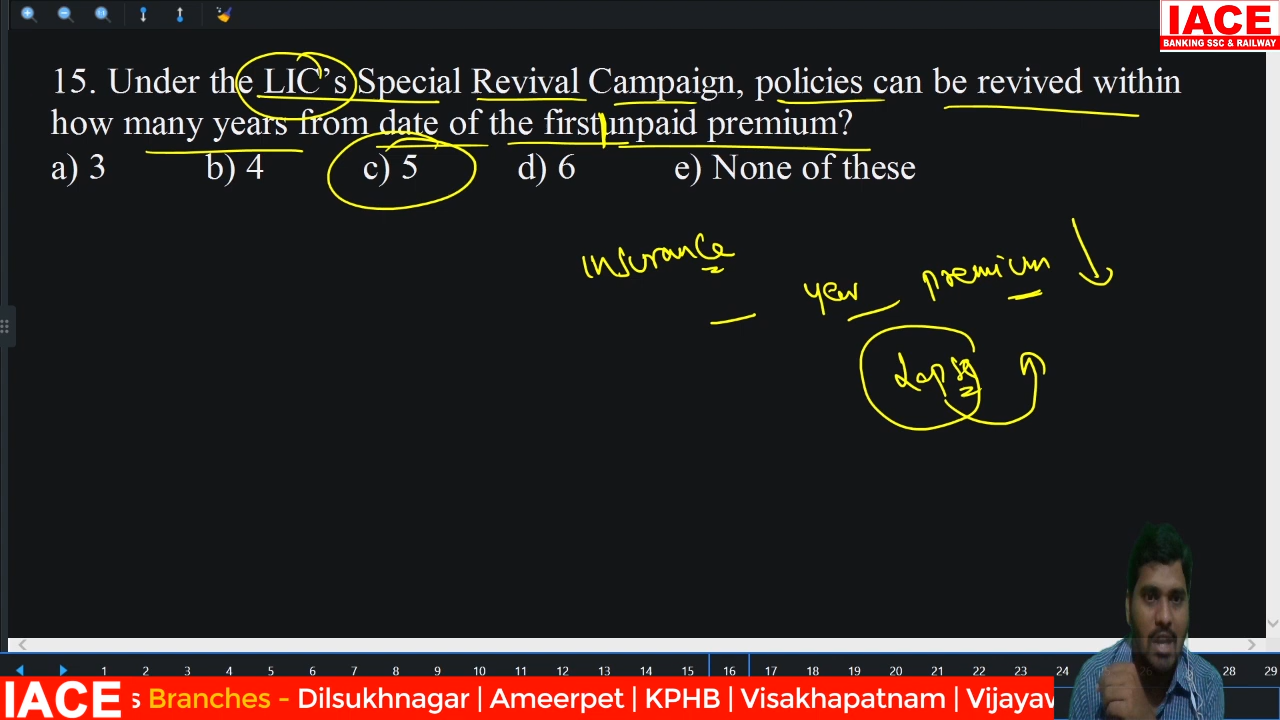 IACE
BANKING SSC & RAILWAY
15. Under the LIC's Special Revival Campaign, policies can be revived within
how many years from date of the first unpaid premium?
a) 3 b) 4 c) 5 d) 6 e) None of these
insurance
year premium
Lapse
1 2 3 4 5 6 7 8 9 10 11 12 13 14 15 16 17 18 19 20 21 22 23 24 28 29
IACE s Branches - Dilsukhnagar | Ameerpet | KPHB | Visakhapatnam | Vijayav